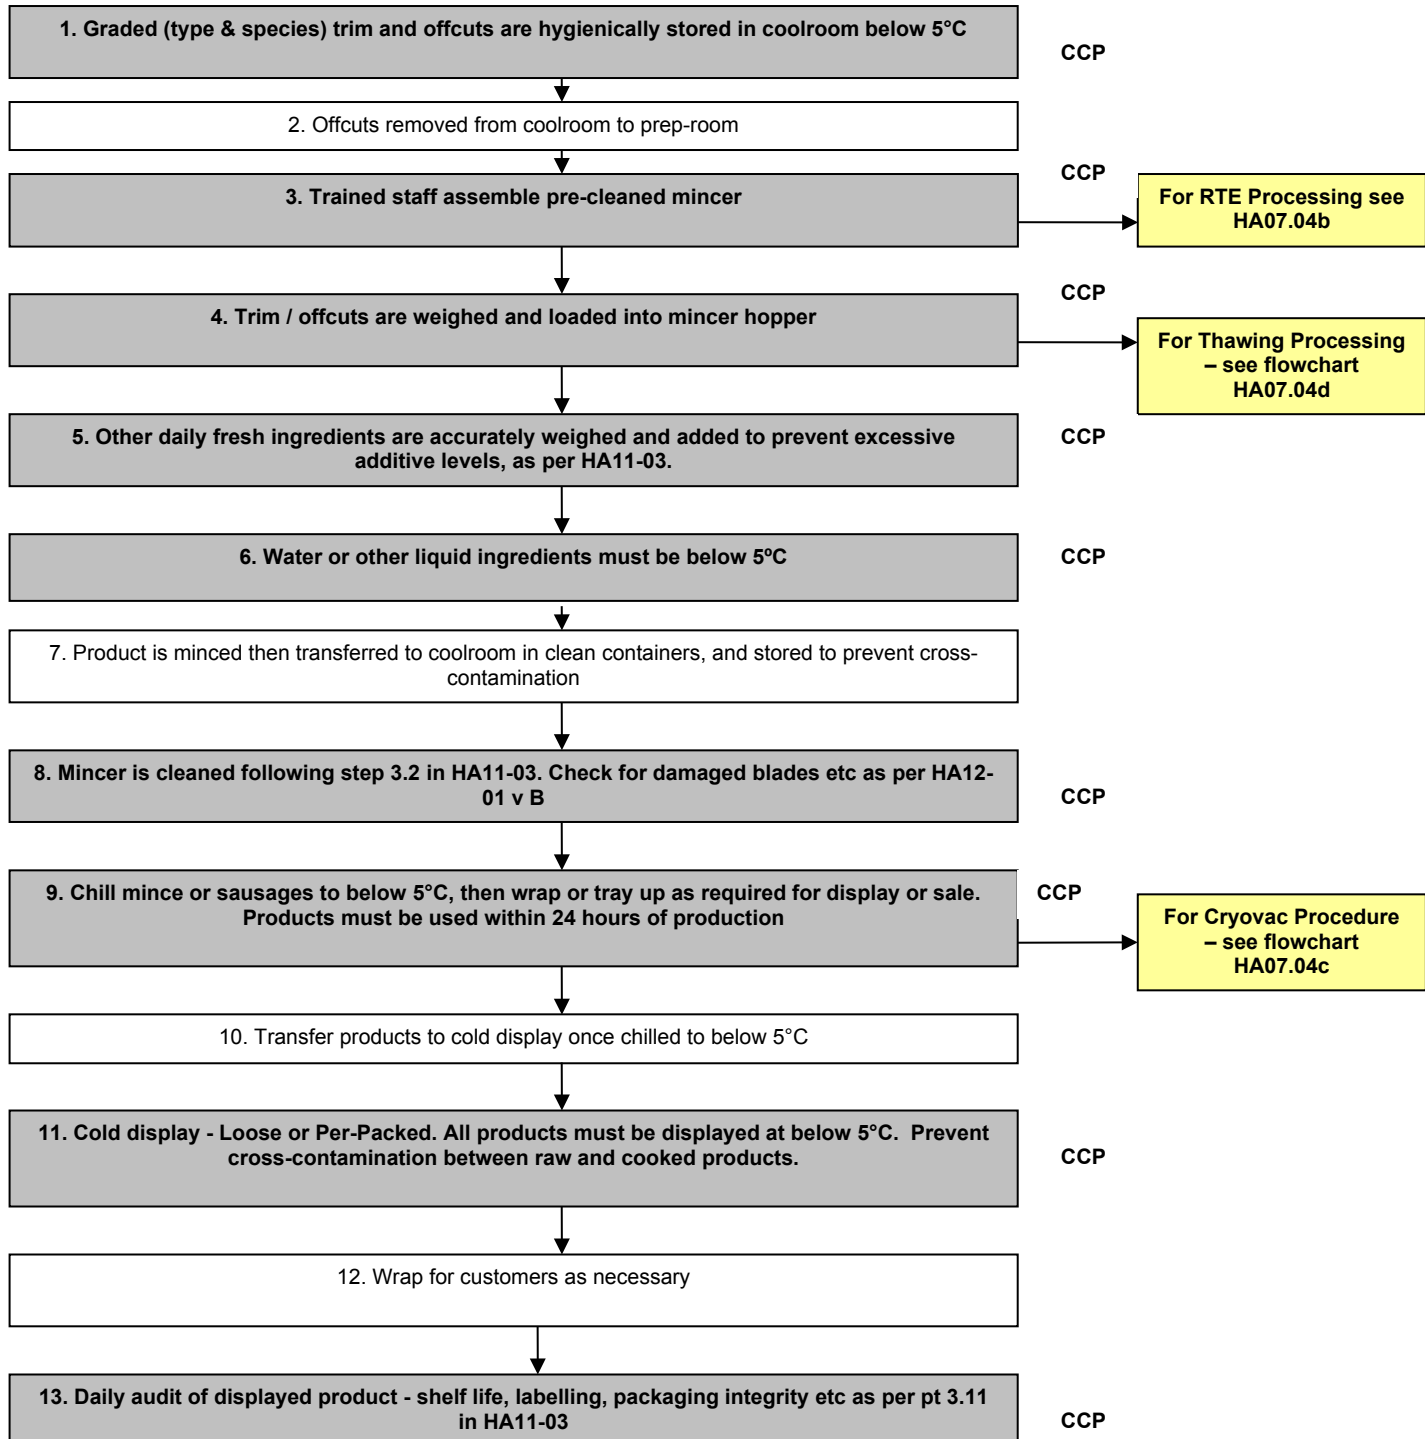 1. Graded (type & species) trim and offcuts are hygienically stored in coolroom below 5°C
CCP
2. Offcuts removed from coolroom to prep-room
CCP
3. Trained staff assemble pre-cleaned mincer
For RTE Processing see
HA07.04b
CCP
4. Trim / offcuts are weighed and loaded into mincer hopper
For Thawing Processing
– see flowchart
HA07.04d
5. Other daily fresh ingredients are accurately weighed and added to prevent excessive
additive levels, as per HA11-03.
CCP
6. Water or other liquid ingredients must be below 5ºC
CCP
7. Product is minced then transferred to coolroom in clean containers, and stored to prevent cross-
contamination
8. Mincer is cleaned following step 3.2 in HA11-03. Check for damaged blades etc as per HA12-
01 v B
CCP
9. Chill mince or sausages to below 5°C, then wrap or tray up as required for display or sale.
Products must be used within 24 hours of production
CCP
For Cryovac Procedure
– see flowchart
HA07.04c
10. Transfer products to cold display once chilled to below 5°C
11. Cold display - Loose or Per-Packed. All products must be displayed at below 5°C. Prevent
cross-contamination between raw and cooked products.
CCP
12. Wrap for customers as necessary
13. Daily audit of displayed product - shelf life, labelling, packaging integrity etc as per pt 3.11
in HA11-03
CCP